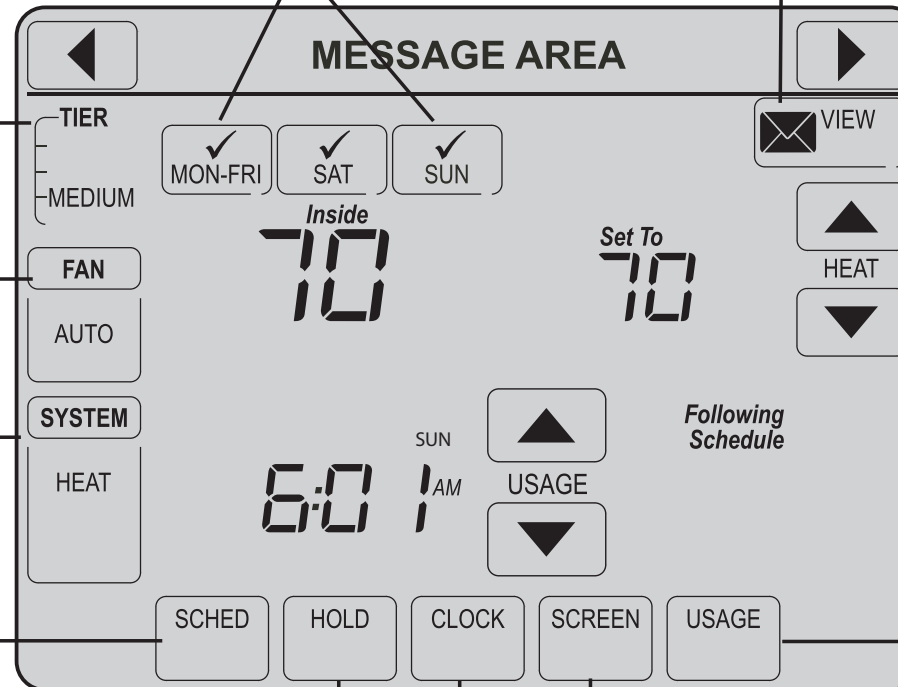 MESSAGE AREA
TIER
MEDIUM
MON-FRI
SAT
SUN
VIEW
Inside
70
Set To
70
HEAT
FAN
AUTO
SYSTEM
HEAT
SUN
6:01 AM
USAGE
Following
Schedule
SCHED
HOLD
CLOCK
SCREEN
USAGE